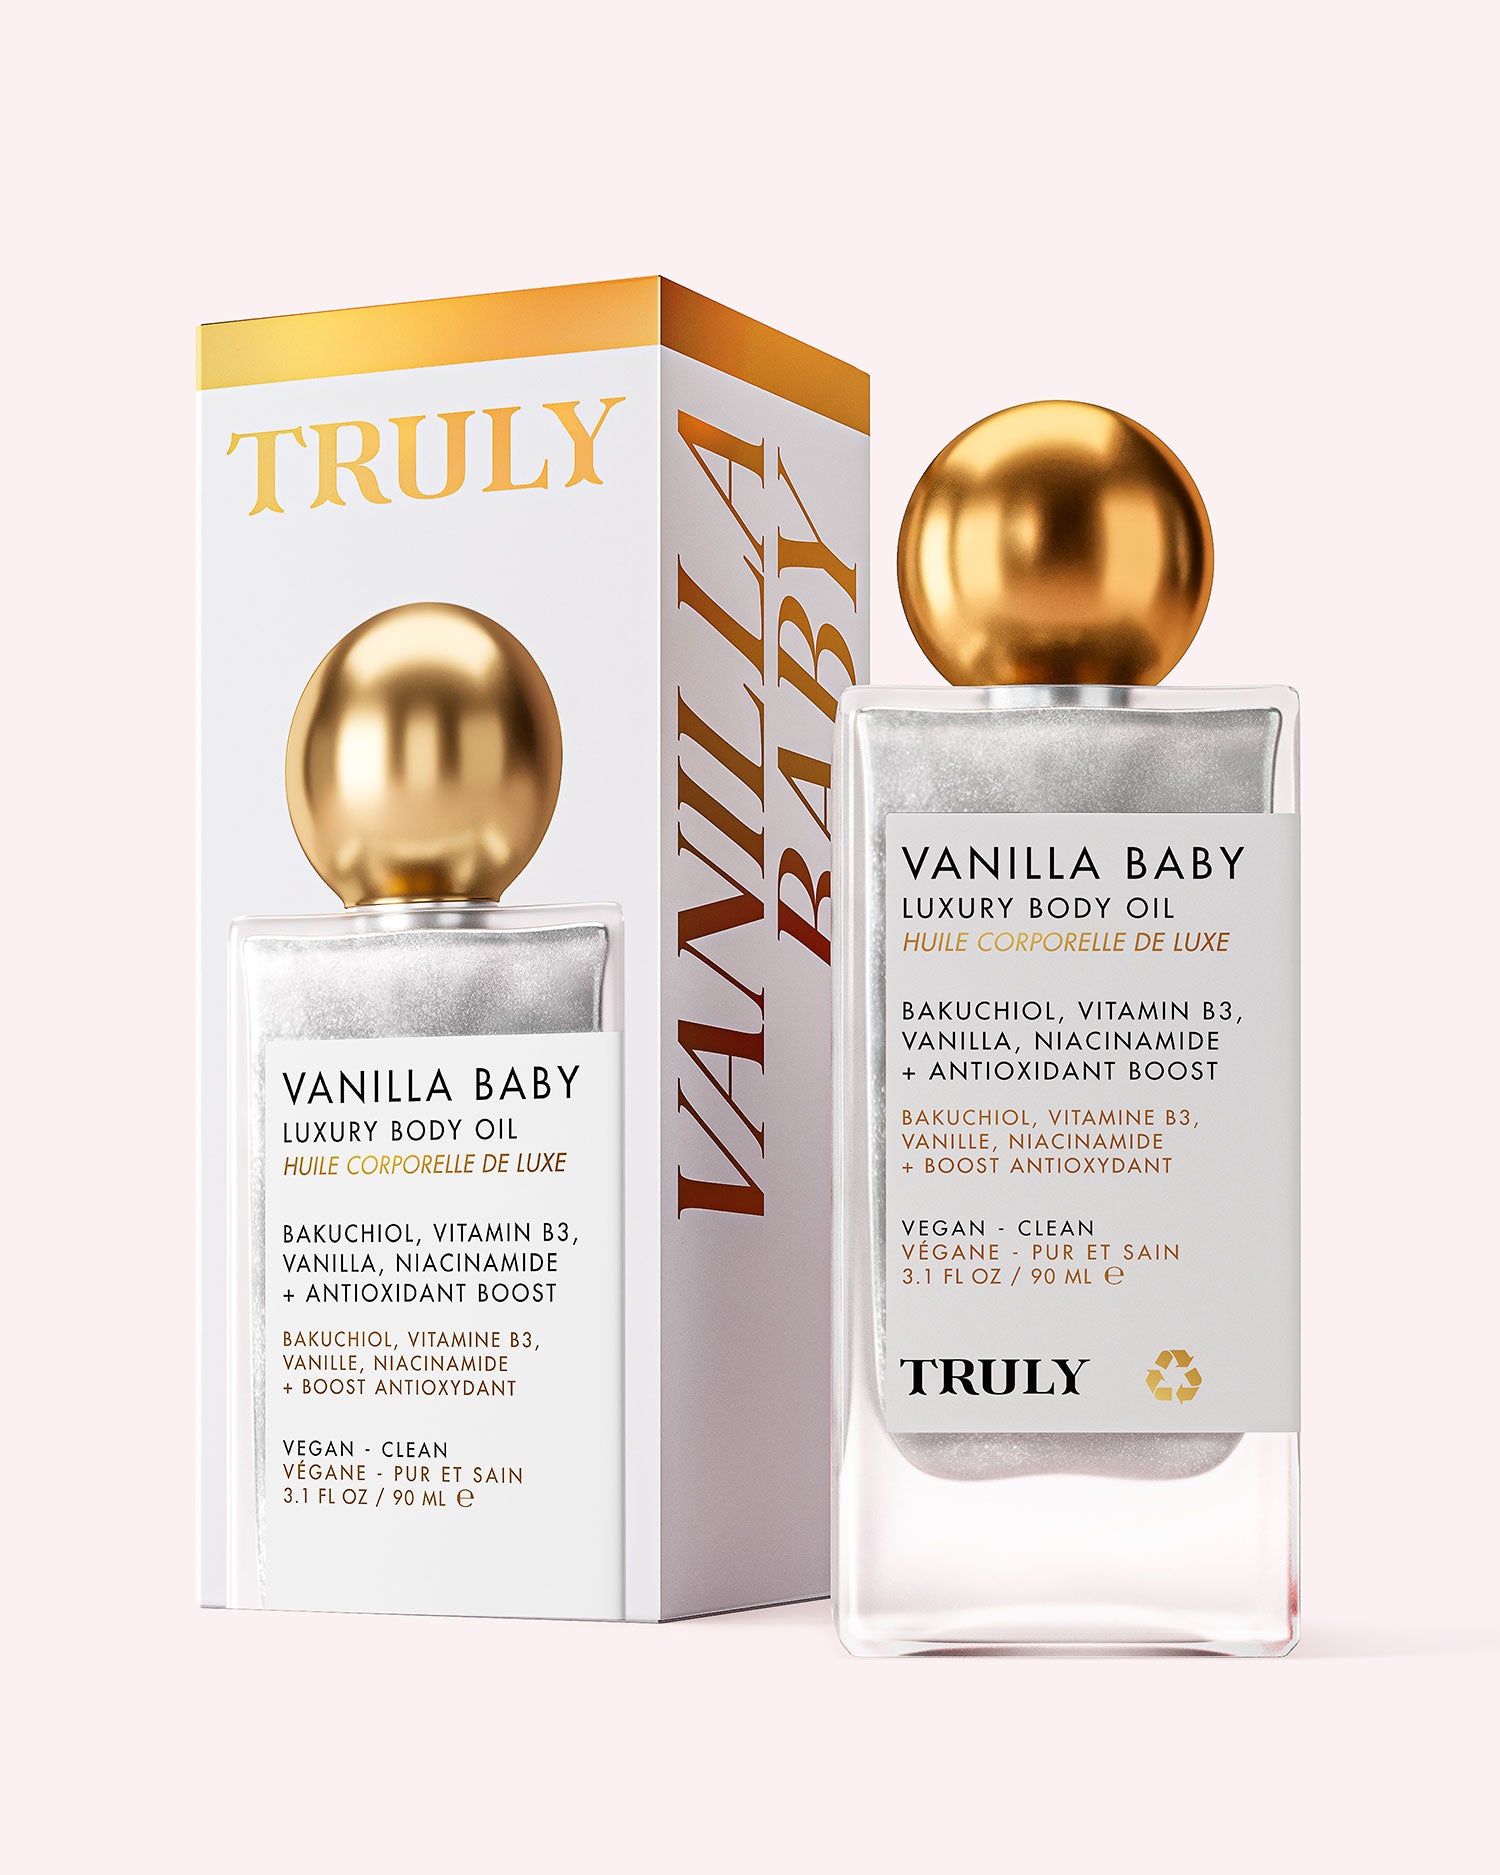 TRULY
VANILLA BABY
LUXURY BODY OIL
HUILE CORPORELLE DE LUXE
BAKUCHIOL, VITAMIN B3,
VANILLA, NIACINAMIDE
+ ANTIOXIDANT BOOST
BAKUCHIOL, VITAMINE B3,
VANILLE, NIACINAMIDE
+ BOOST ANTIOXYDANT
VEGAN - CLEAN
VÉGANE - PUR ET SAIN
3.1 FL OZ / 90 ML ℮
VANILLA
BABY
VANILLA BABY
LUXURY BODY OIL
HUILE CORPORELLE DE LUXE
BAKUCHIOL, VITAMIN B3,
VANILLA, NIACINAMIDE
+ ANTIOXIDANT BOOST
BAKUCHIOL, VITAMINE B3,
VANILLE, NIACINAMIDE
+ BOOST ANTIOXYDANT
VEGAN - CLEAN
VÉGANE - PUR ET SAIN
3.1 FL OZ / 90 ML ℮
TRULY